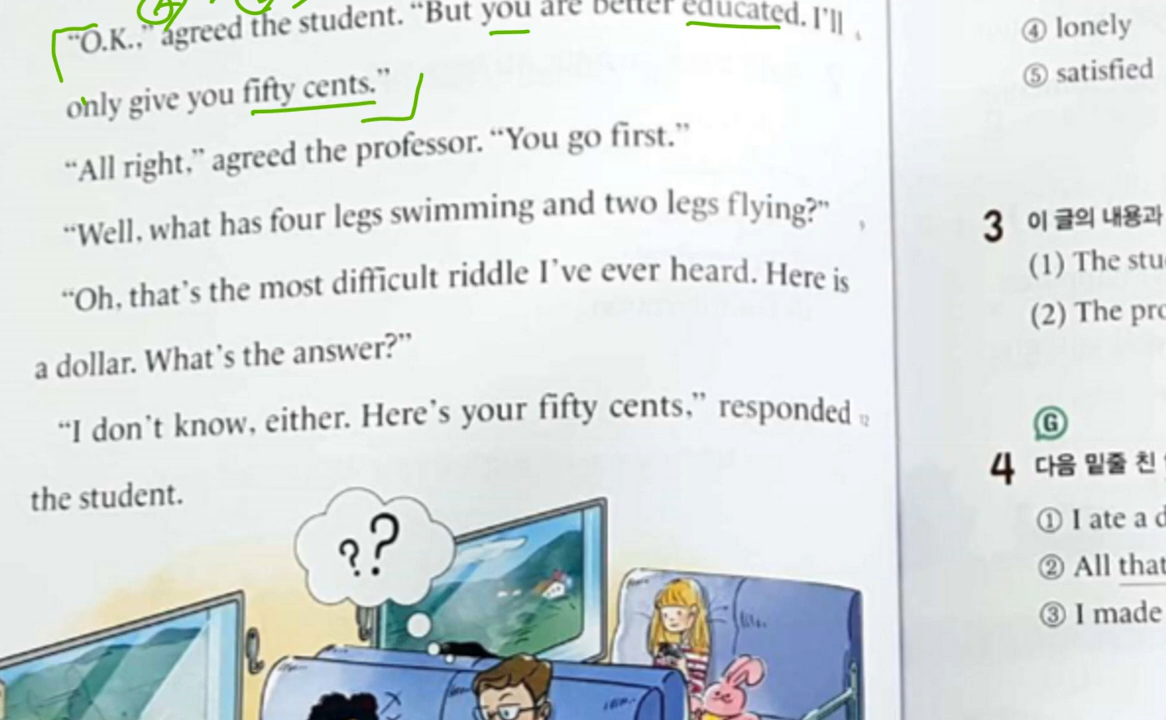 "O.K.," agreed the student. "But you are better educated. I'll
only give you fifty cents."
"All right," agreed the professor. "You go first."
"Well, what has four legs swimming and two legs flying?"
"Oh, that's the most difficult riddle I've ever heard. Here is
a dollar. What's the answer?"
"I don't know, either. Here's your fifty cents," responded
12
the student.
??
④ lonely
⑤ satisfied
3 이 글의 내용과
(1) The stu
(2) The pro
G
4 다음 밑줄 친
① I ate a d
② All that
③ I made